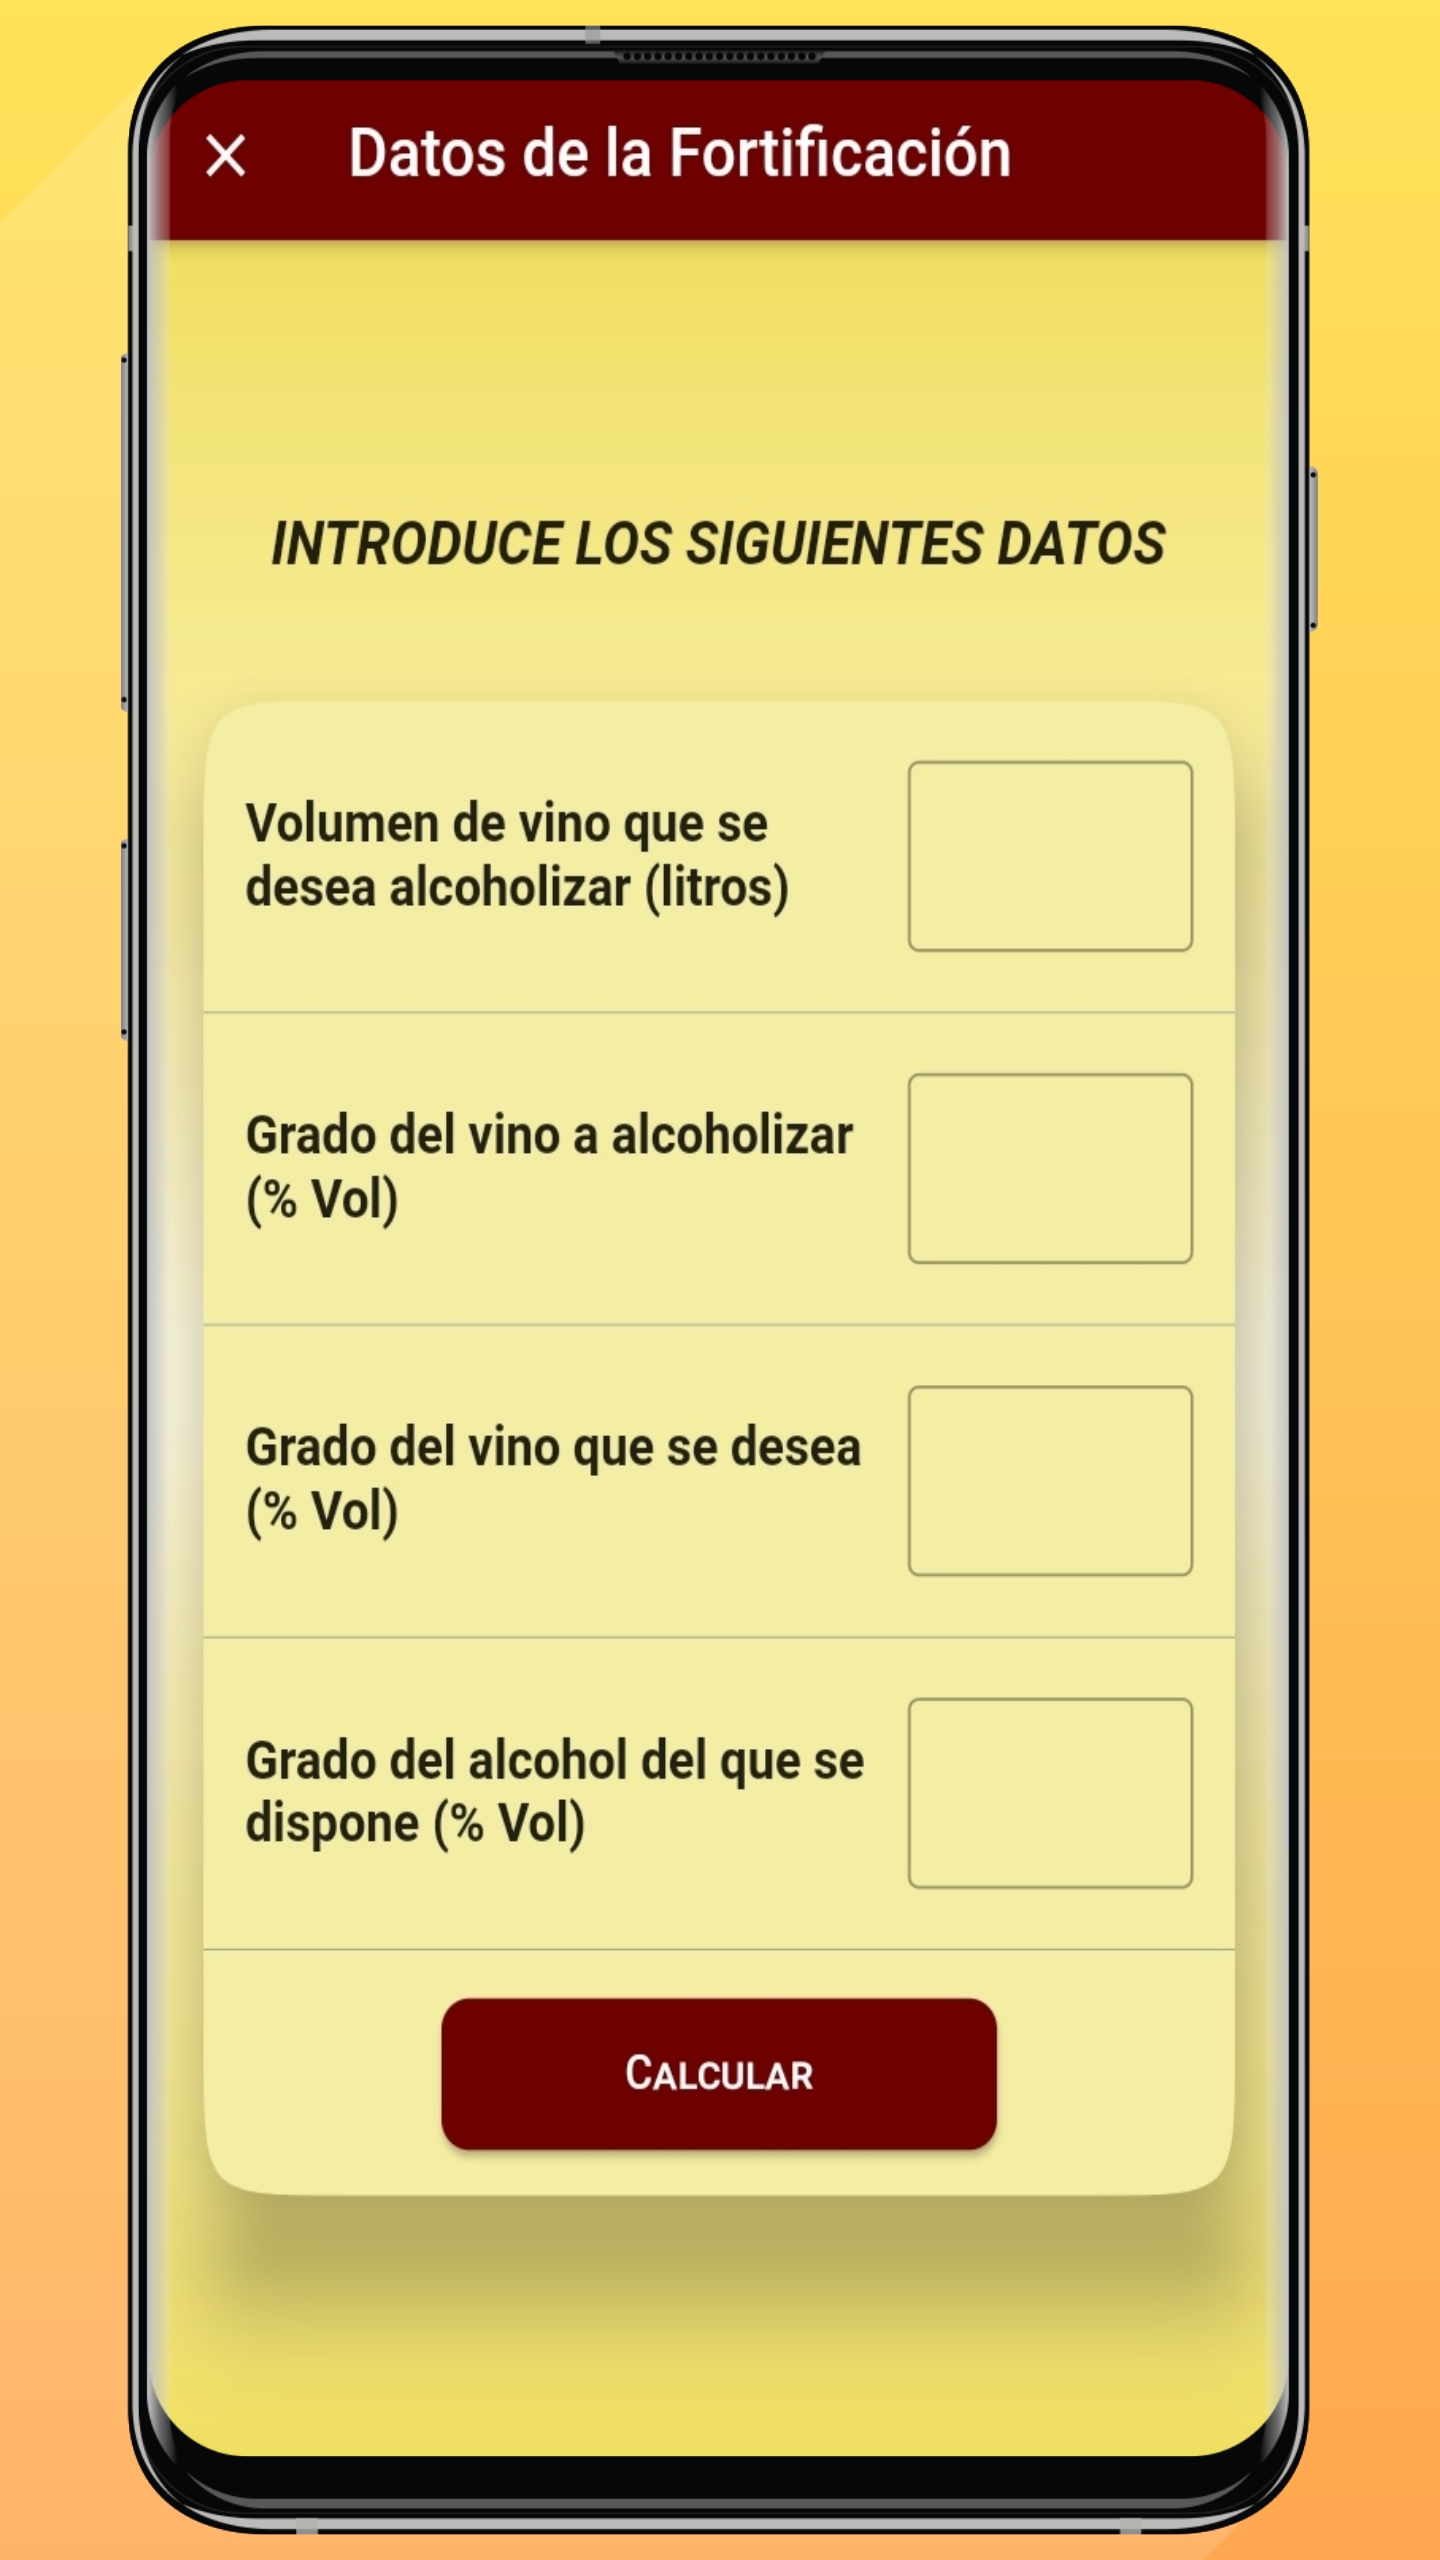 Datos de la Fortificación
INTRODUCE LOS SIGUIENTES DATOS
Volumen de vino que se
desea alcoholizar (litros)
Grado del vino a alcoholizar
(% Vol)
Grado del vino que se desea
(% Vol)
Grado del alcohol del que se
dispone (% Vol)
CALCULAR